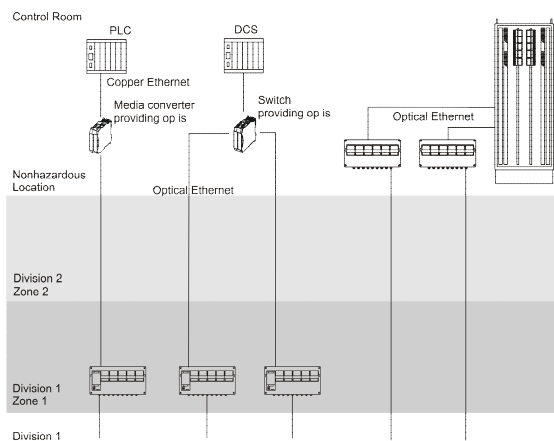 Control Room
PLC
DCS
Copper Ethernet
Media converter
providing op is
Switch
providing op is
Optical Ethernet
Nonhazardous
Location
Optical Ethernet
Division 2
Zone 2
Division 1
Zone 1
Division 1